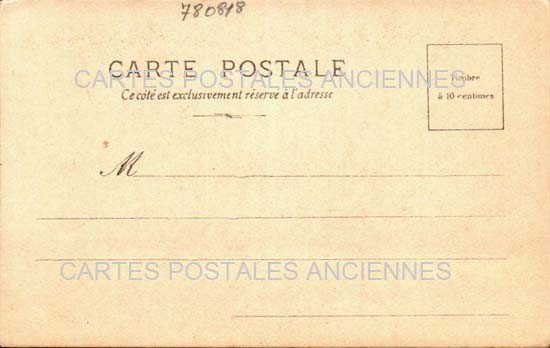 780818
CARTE POSTALE
CARTES POSTALES ANCIENNES
Ce côté est exclusivement réservé à l'adresse
Timbre
à 10 centimes
M
CARTES POSTALES ANCIENNES